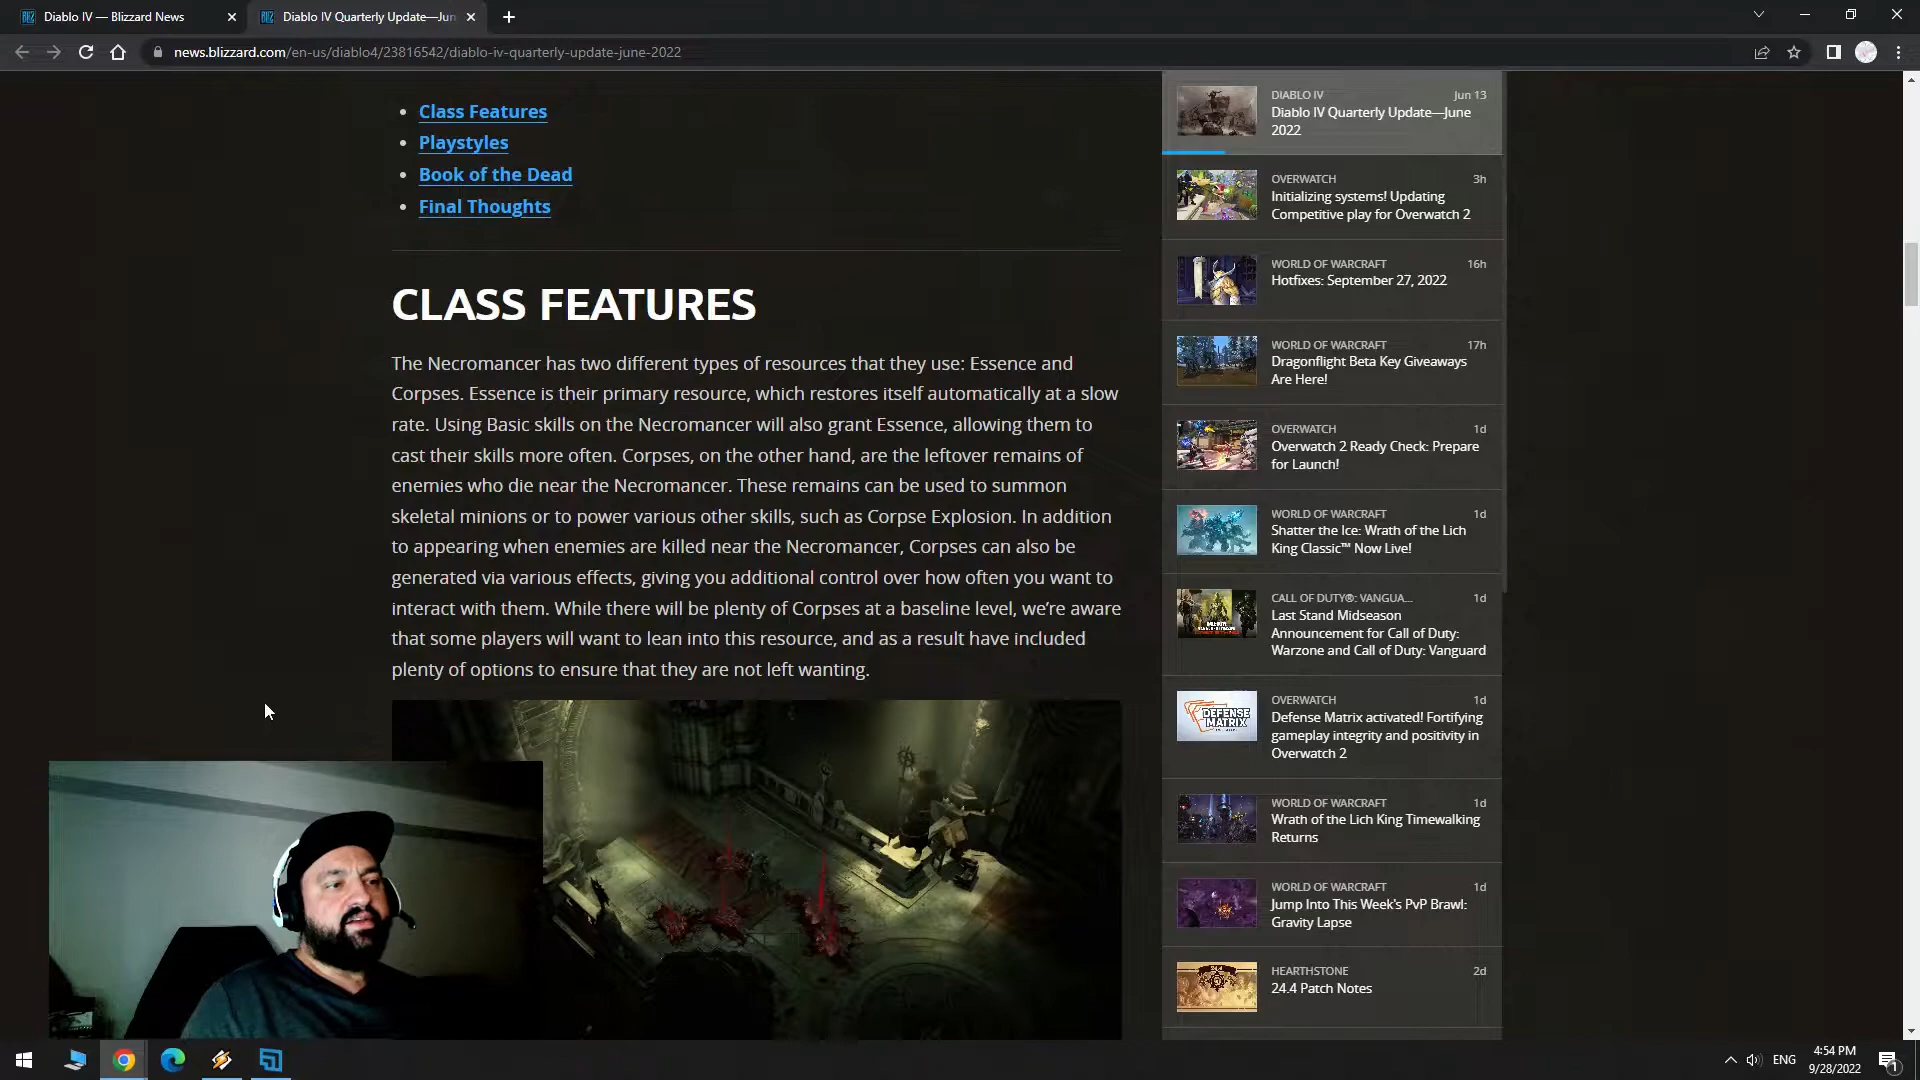 Diablo IV — Blizzard News
Diablo IV Quarterly Update—Jun
news.blizzard.com/en-us/diablo4/23816542/diablo-iv-quarterly-update-june-2022
Class Features
Playstyles
Book of the Dead
Final Thoughts
CLASS FEATURES
The Necromancer has two different types of resources that they use: Essence and
Corpses. Essence is their primary resource, which restores itself automatically at a slow
rate. Using Basic skills on the Necromancer will also grant Essence, allowing them to
cast their skills more often. Corpses, on the other hand, are the leftover remains of
enemies who die near the Necromancer. These remains can be used to summon
skeletal minions or to power various other skills, such as Corpse Explosion. In addition
to appearing when enemies are killed near the Necromancer, Corpses can also be
generated via various effects, giving you additional control over how often you want to
interact with them. While there will be plenty of Corpses at a baseline level, we’re aware
that some players will want to lean into this resource, and as a result have included
plenty of options to ensure that they are not left wanting.
DIABLO IV Jun 13
Diablo IV Quarterly Update—June
2022
OVERWATCH 3h
Initializing systems! Updating
Competitive play for Overwatch 2
WORLD OF WARCRAFT 16h
Hotfixes: September 27, 2022
WORLD OF WARCRAFT 17h
Dragonflight Beta Key Giveaways
Are Here!
OVERWATCH 1d
Overwatch 2 Ready Check: Prepare
for Launch!
WORLD OF WARCRAFT 1d
Shatter the Ice: Wrath of the Lich
King Classic™ Now Live!
CALL OF DUTY®: VANGUA... 1d
Last Stand Midseason
Announcement for Call of Duty:
Warzone and Call of Duty: Vanguard
DEFENSE
MATRIX
OVERWATCH 1d
Defense Matrix activated! Fortifying
gameplay integrity and positivity in
Overwatch 2
WORLD OF WARCRAFT 1d
Wrath of the Lich King Timewalking
Returns
WORLD OF WARCRAFT 1d
Jump Into This Week's PvP Brawl:
Gravity Lapse
24.4
HEARTHSTONE 2d
24.4 Patch Notes
ENG
4:54 PM
9/28/2022
1